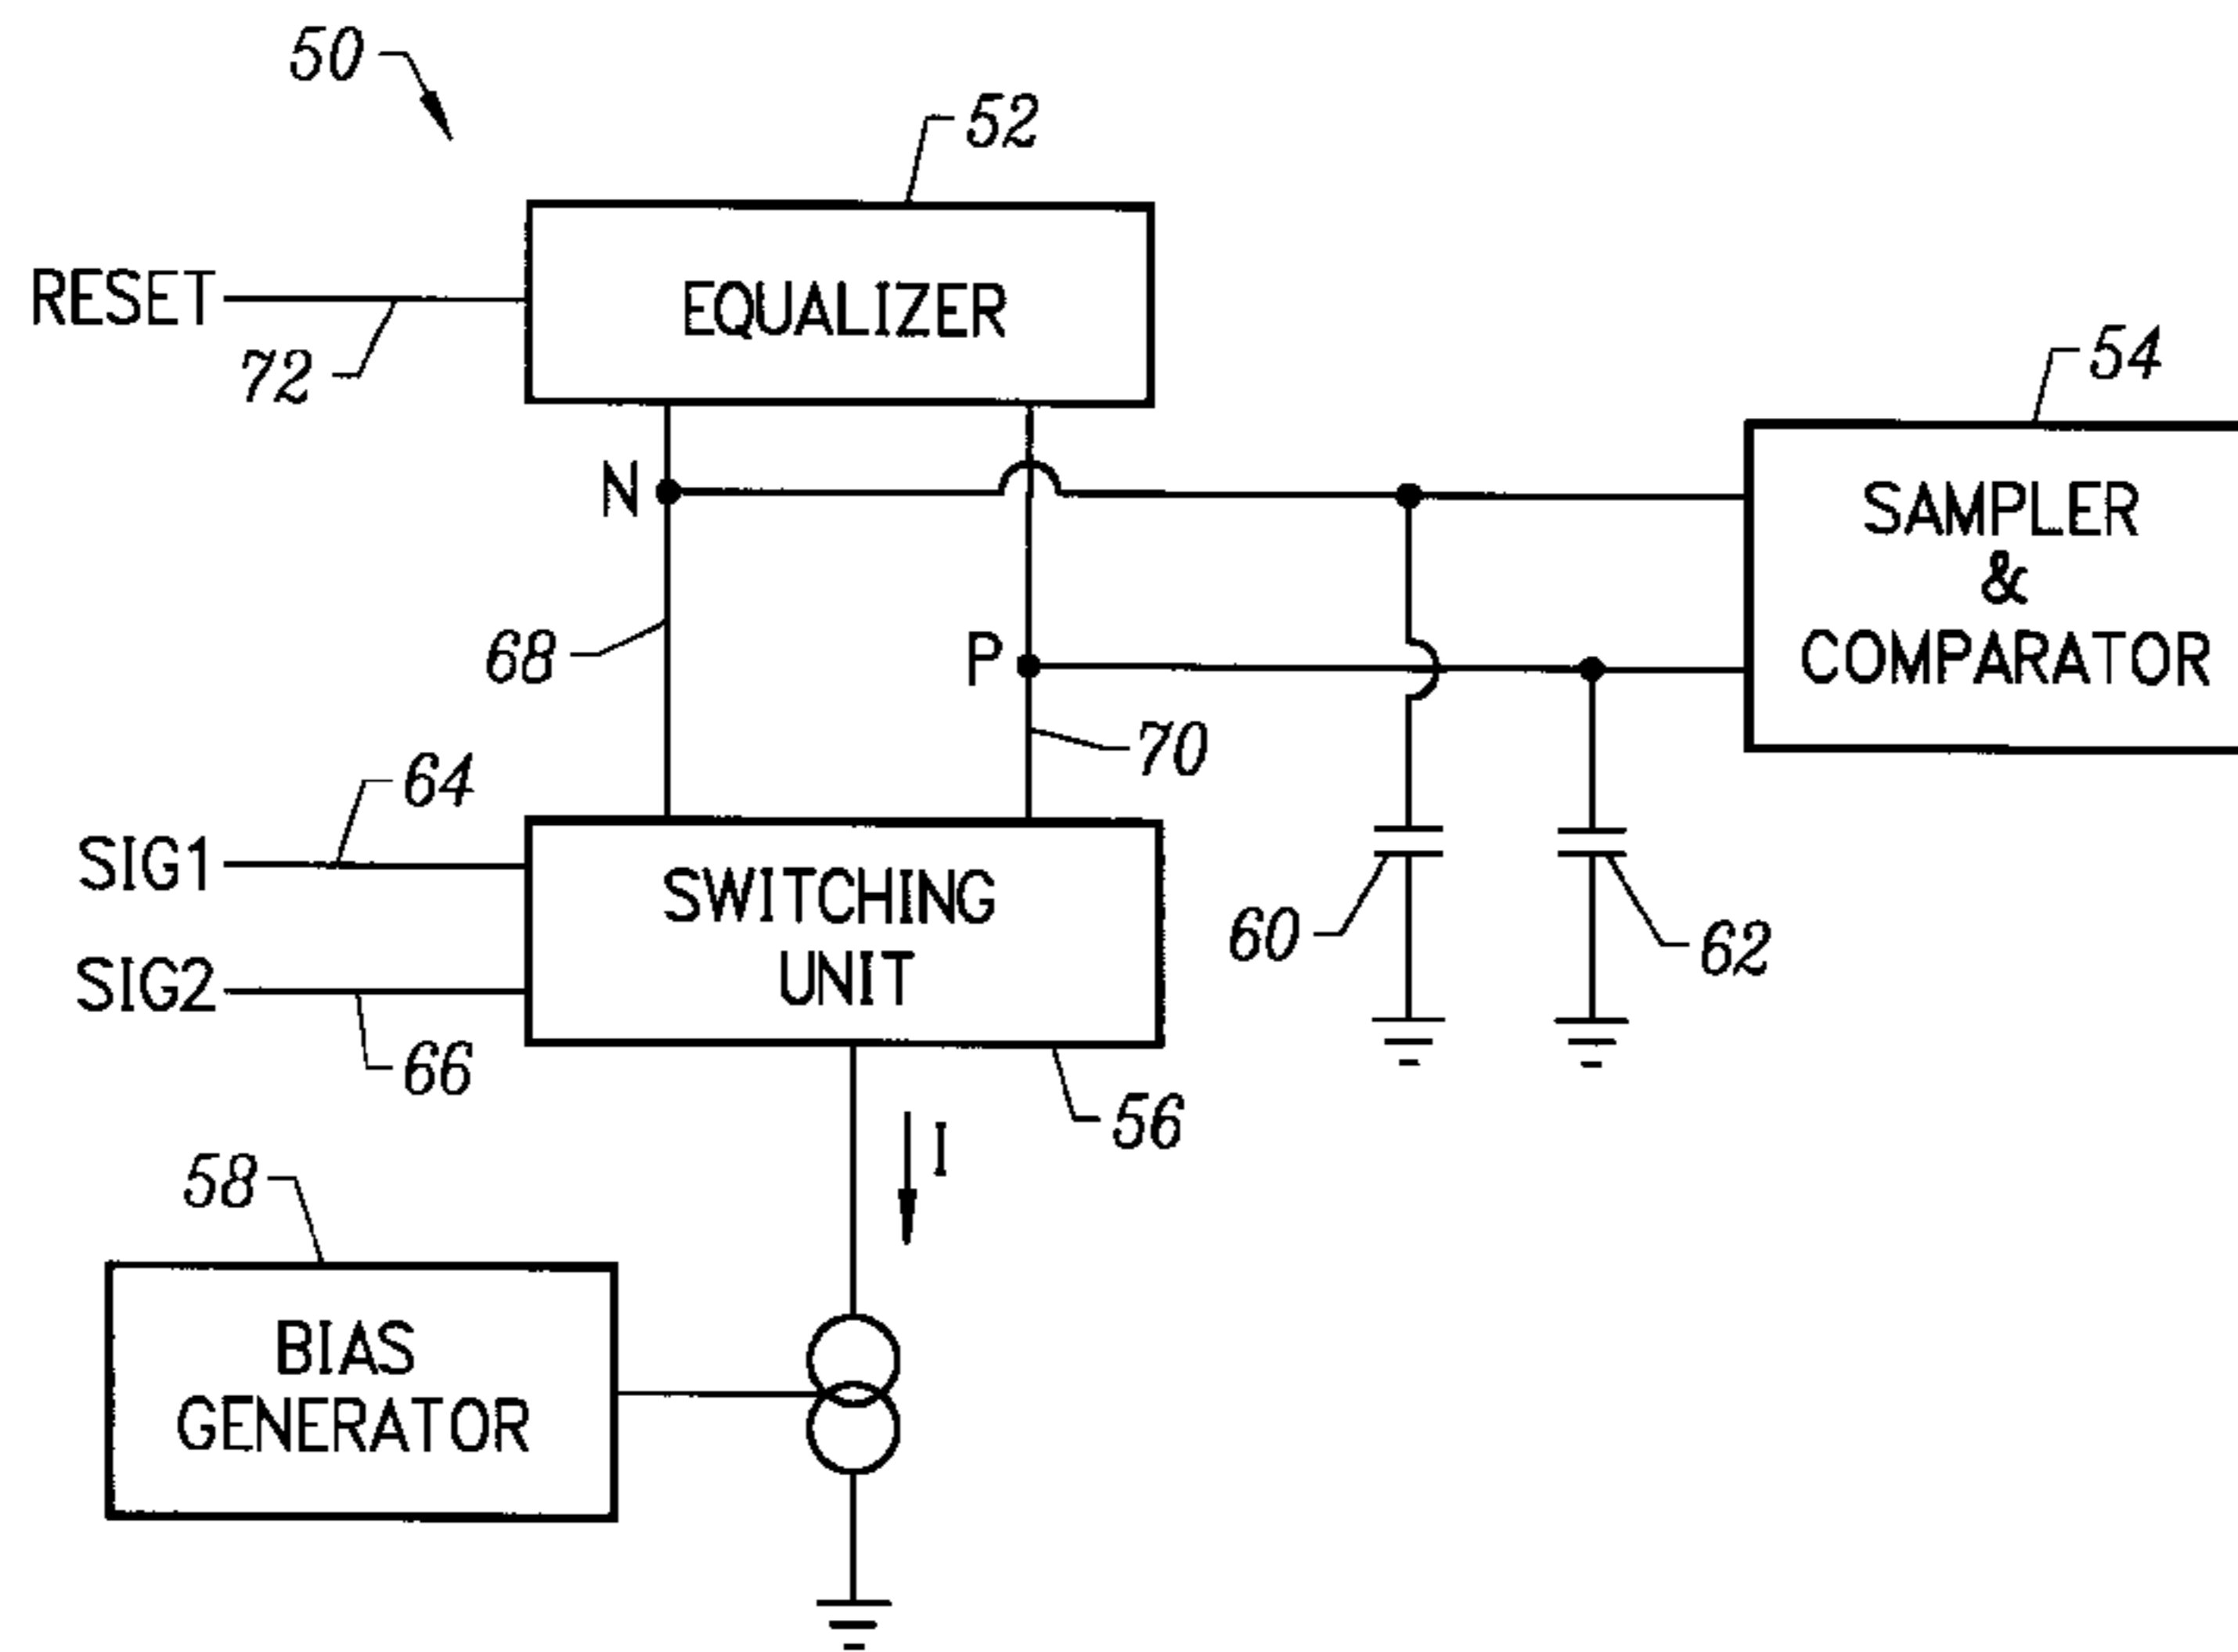 50
52
RESET
EQUALIZER
72
54
N
SAMPLER
&
COMPARATOR
68
P
70
64
SIG1
SWITCHING
UNIT
60
62
SIG2
66
56
I
58
BIAS
GENERATOR